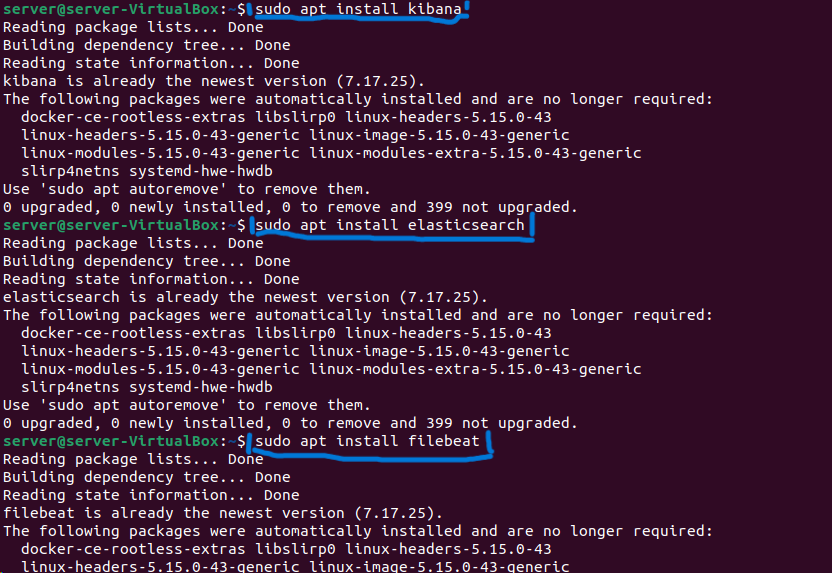 server@server-VirtualBox:~$ sudo apt install kibana
Reading package lists... Done
Building dependency tree... Done
Reading state information... Done
kibana is already the newest version (7.17.25).
The following packages were automatically installed and are no longer required:
  docker-ce-rootless-extras libslirp0 linux-headers-5.15.0-43
  linux-headers-5.15.0-43-generic linux-image-5.15.0-43-generic
  linux-modules-5.15.0-43-generic linux-modules-extra-5.15.0-43-generic
  slirp4netns systemd-hwe-hwdb
Use 'sudo apt autoremove' to remove them.
0 upgraded, 0 newly installed, 0 to remove and 399 not upgraded.
server@server-VirtualBox:~$ sudo apt install elasticsearch
Reading package lists... Done
Building dependency tree... Done
Reading state information... Done
elasticsearch is already the newest version (7.17.25).
The following packages were automatically installed and are no longer required:
  docker-ce-rootless-extras libslirp0 linux-headers-5.15.0-43
  linux-headers-5.15.0-43-generic linux-image-5.15.0-43-generic
  linux-modules-5.15.0-43-generic linux-modules-extra-5.15.0-43-generic
  slirp4netns systemd-hwe-hwdb
Use 'sudo apt autoremove' to remove them.
0 upgraded, 0 newly installed, 0 to remove and 399 not upgraded.
server@server-VirtualBox:~$ sudo apt install filebeat
Reading package lists... Done
Building dependency tree... Done
Reading state information... Done
filebeat is already the newest version (7.17.25).
The following packages were automatically installed and are no longer required:
  docker-ce-rootless-extras libslirp0 linux-headers-5.15.0-43
  linux-headers-5.15.0-43-generic linux-image-5.15.0-43-generic